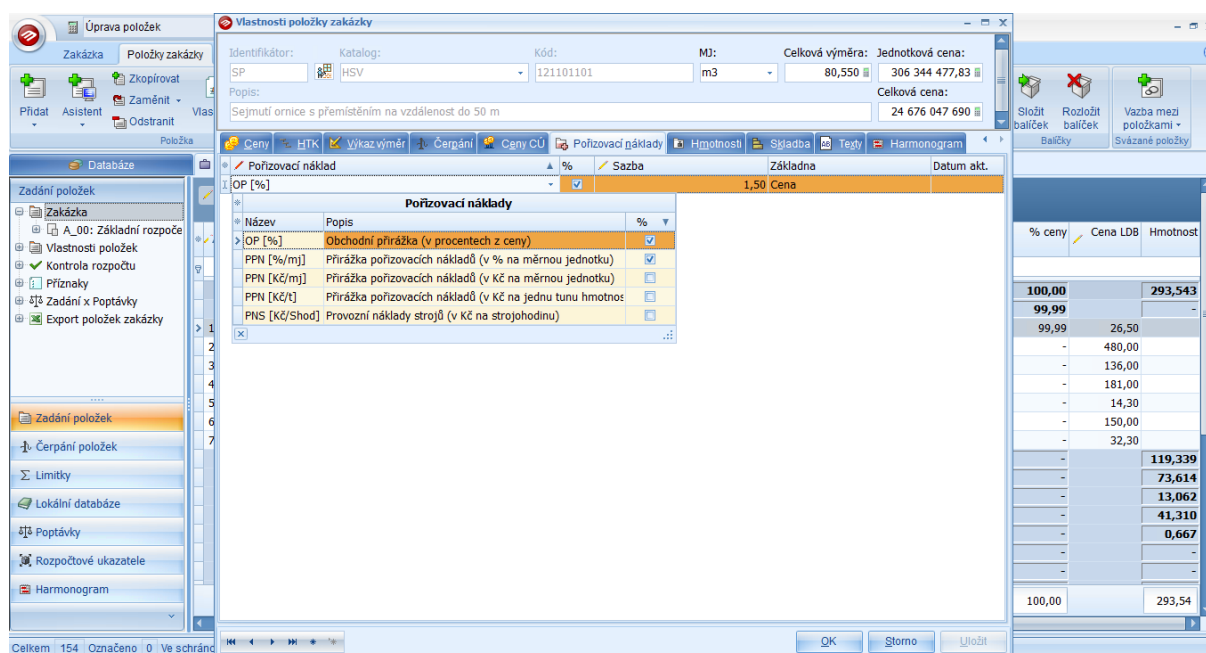 Úprava položek
Vlastnosti položky zakázky
Zakázka
Položky zakázky
Přidat
Asistent
Zkopírovat
Zaměnit
Odstranit
Vlas
Položka
Složit balíček
Rozložit balíček
Vazba mezi položkami
Balíčky
Svázané položky
Identifikátor:
Katalog:
Kód:
MJ:
Celková výměra:
Jednotková cena:
SP
HSV
121101101
m3
80,550
306 344 477,83
Popis:
Celková cena:
Sejmutí ornice s přemístěním na vzdálenost do 50 m
24 676 047 690
Ceny
HTK
Výkaz výměr
Čerpání
Ceny CÚ
Pořizovací náklady
Hmotnosti
Skladba
Texty
Harmonogram
Pořizovací náklad
%
Sazba
Základna
Datum akt.
OP [%]
1,50
Cena
Pořizovací náklady
Název
Popis
%
OP [%]
Obchodní přirážka (v procentech z ceny)
PPN [%/mj]
Přirážka pořizovacích nákladů (v % na měrnou jednotku)
PPN [Kč/mj]
Přirážka pořizovacích nákladů (v Kč na měrnou jednotku)
PPN [Kč/t]
Přirážka pořizovacích nákladů (v Kč na jednu tunu hmotnos
PNS [Kč/Shod]
Provozní náklady strojů (v Kč na strojohodinu)
Databáze
Zadání položek
Zakázka
A_00: Základní rozpoče
Vlastnosti položek
Kontrola rozpočtu
Příznaky
Zadání x Poptávky
Export položek zakázky
Zadání položek
Čerpání položek
Limitky
Lokální databáze
Poptávky
Rozpočtové ukazatele
Harmonogram
1
2
3
4
5
6
7
% ceny
Cena LDB
Hmotnost
100,00
293,543
99,99
-
99,99
26,50
-
480,00
-
136,00
-
181,00
-
14,30
-
150,00
-
32,30
-
119,339
-
73,614
-
13,062
-
41,310
-
0,667
-
-
-
-
100,00
293,54
OK
Storno
Uložit
Celkem 154 Označeno 0 Ve schránc